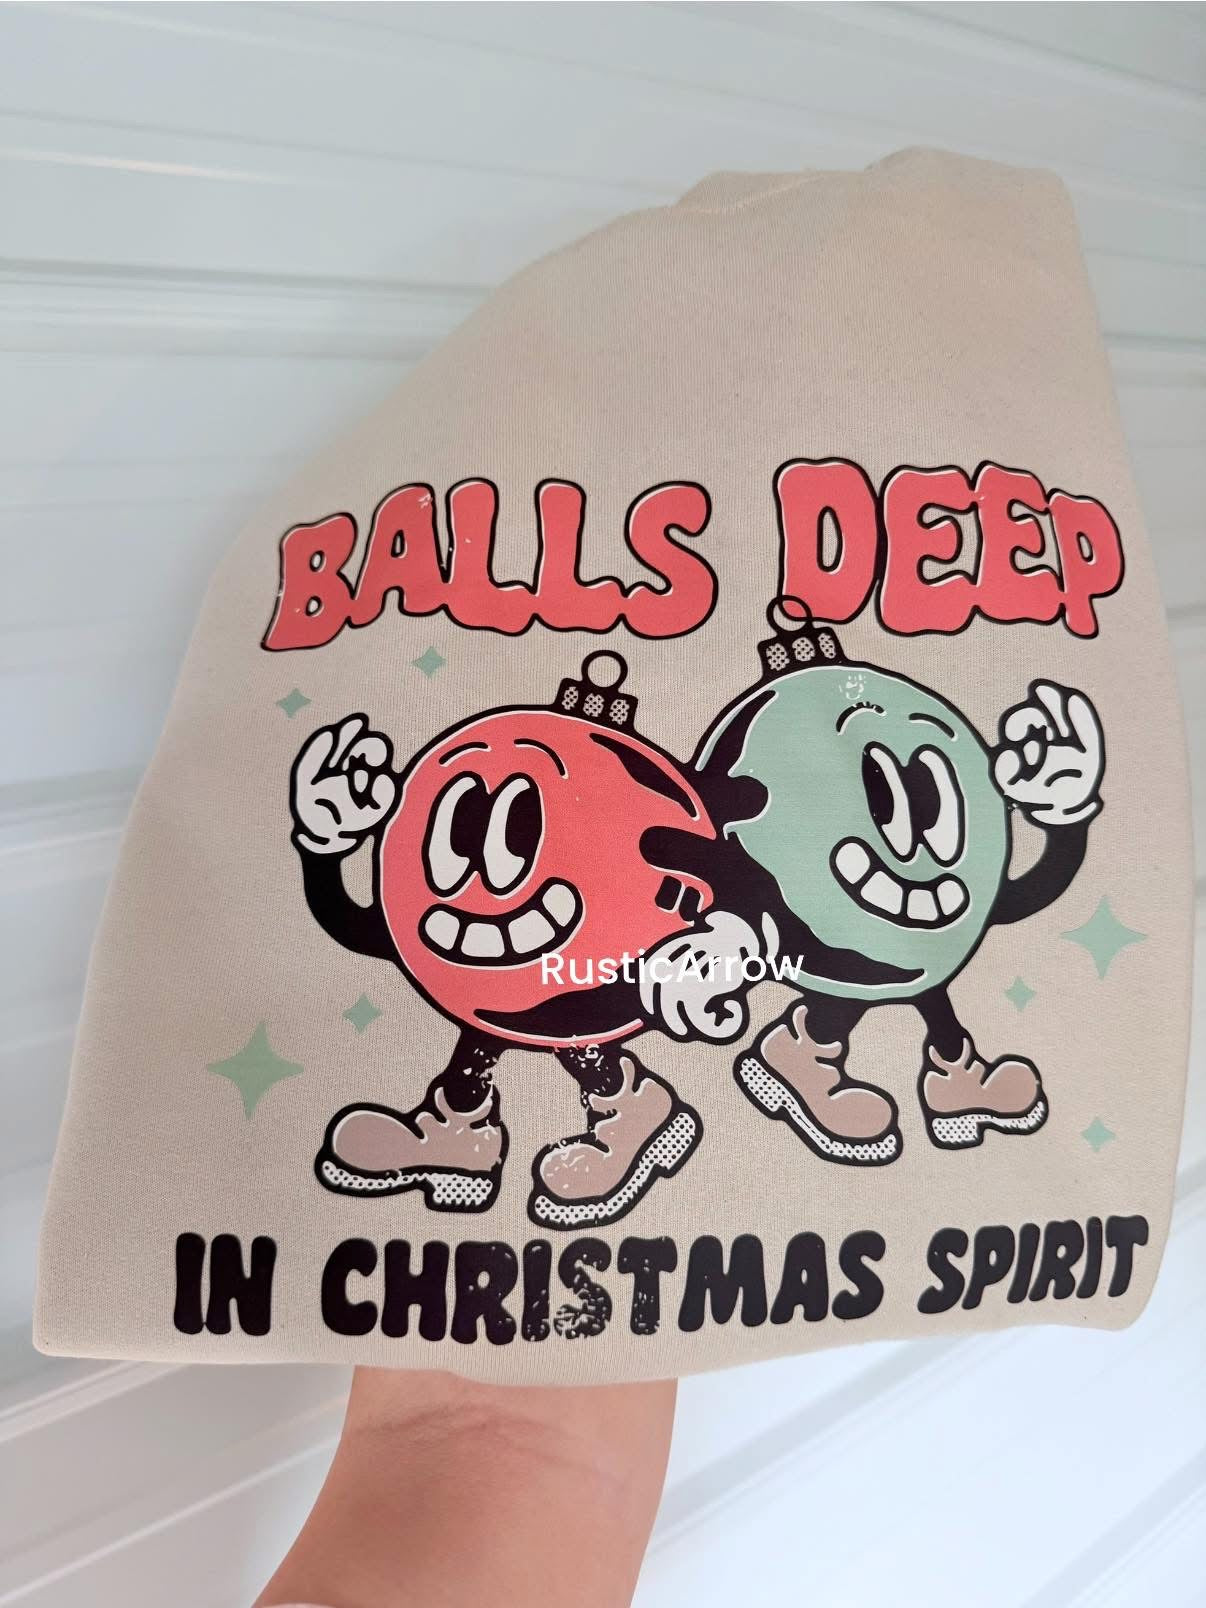 BALLS DEEP
RusticArrow
IN CHRISTMAS SPIRIT